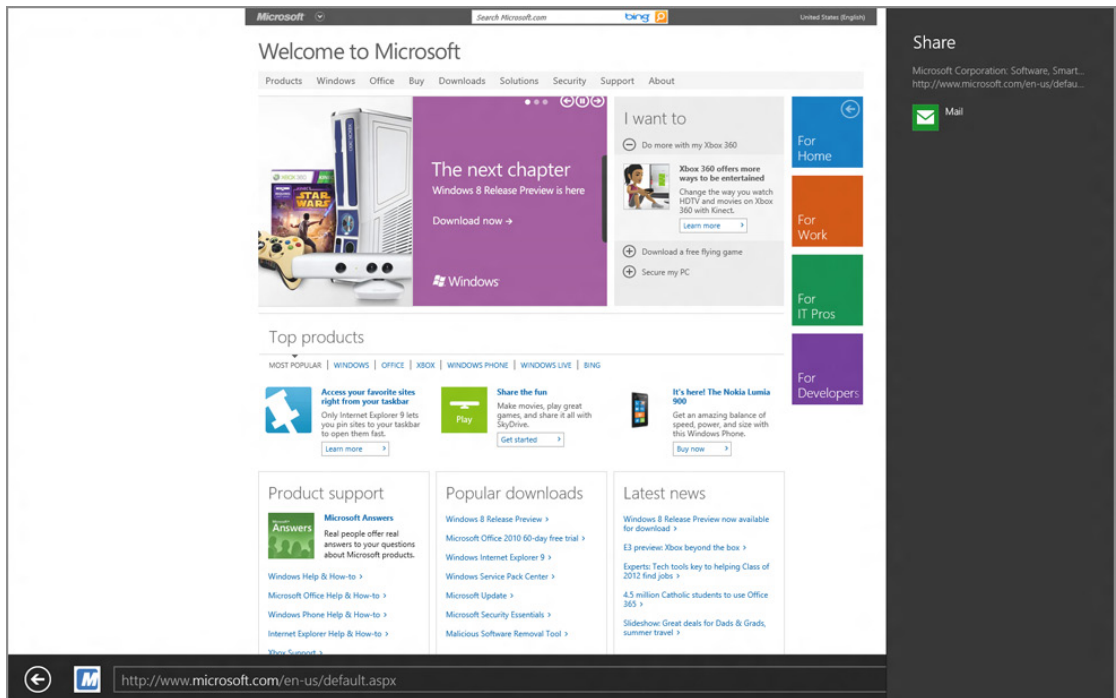 Microsoft
Search Microsoft.com
bing
United States (English)
Welcome to Microsoft
Products Windows Office Buy Downloads Solutions Security Support About
XBOX 360
KINECT
STAR
WARS
The next chapter
Windows 8 Release Preview is here
Download now →
Windows
I want to
Do more with my Xbox 360
Xbox 360 offers more
ways to be entertained
Change the way you watch
HDTV and movies on Xbox
360 with Kinect.
Learn more ›
Download a free flying game
Secure my PC
For
Home
For
Work
For
IT Pros
For
Developers
Top products
MOST POPULAR | WINDOWS | OFFICE | XBOX | WINDOWS PHONE | WINDOWS LIVE | BING
Access your favorite sites
right from your taskbar
Only Internet Explorer 9 lets
you pin sites to your taskbar
to open them fast.
Learn more ›
Play
Share the fun
Make movies, play great
games, and share it all with
SkyDrive.
Get started ›
It's here! The Nokia Lumia
900
Get an amazing balance of
speed, power, and size with
this Windows Phone.
Buy now ›
Product support
Microsoft
Answers
Microsoft Answers
Real people offer real
answers to your questions
about Microsoft products.
Windows Help & How-to ›
Microsoft Office Help & How-to ›
Windows Phone Help & How-to ›
Internet Explorer Help & How-to ›
Xbox Support ›
Popular downloads
Windows 8 Release Preview ›
Microsoft Office 2010 60-day free trial ›
Windows Internet Explorer 9 ›
Windows Service Pack Center ›
Microsoft Update ›
Microsoft Security Essentials ›
Malicious Software Removal Tool ›
Latest news
Windows 8 Release Preview now available
for download ›
E3 preview: Xbox beyond the box ›
Experts: Tech tools key to helping Class of
2012 find jobs ›
4.5 million Catholic students to use Office
365 ›
Slideshow: Great deals for Dads & Grads,
summer travel ›
Share
Microsoft Corporation: Software, Smart...
http://www.microsoft.com/en-us/defau...
Mail
M
http://www.microsoft.com/en-us/default.aspx